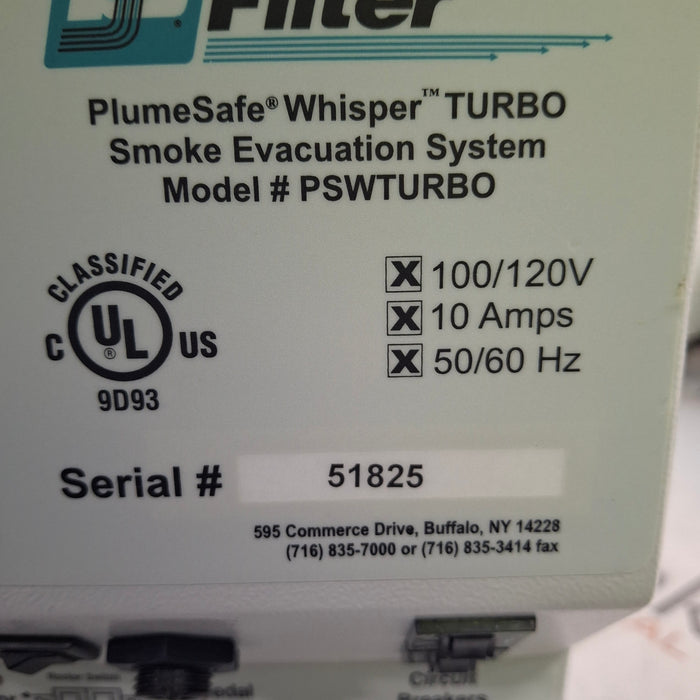 Filter
PlumeSafe® Whisper™ TURBO
Smoke Evacuation System
Model # PSWTURBO
CLASSIFIED
C UL® US
9D93
X 100/120V
X 10 Amps
X 50/60 Hz
Serial # 51825
595 Commerce Drive, Buffalo, NY 14228
(716) 835-7000 or (716) 835-3414 fax
Circuit
Breakers